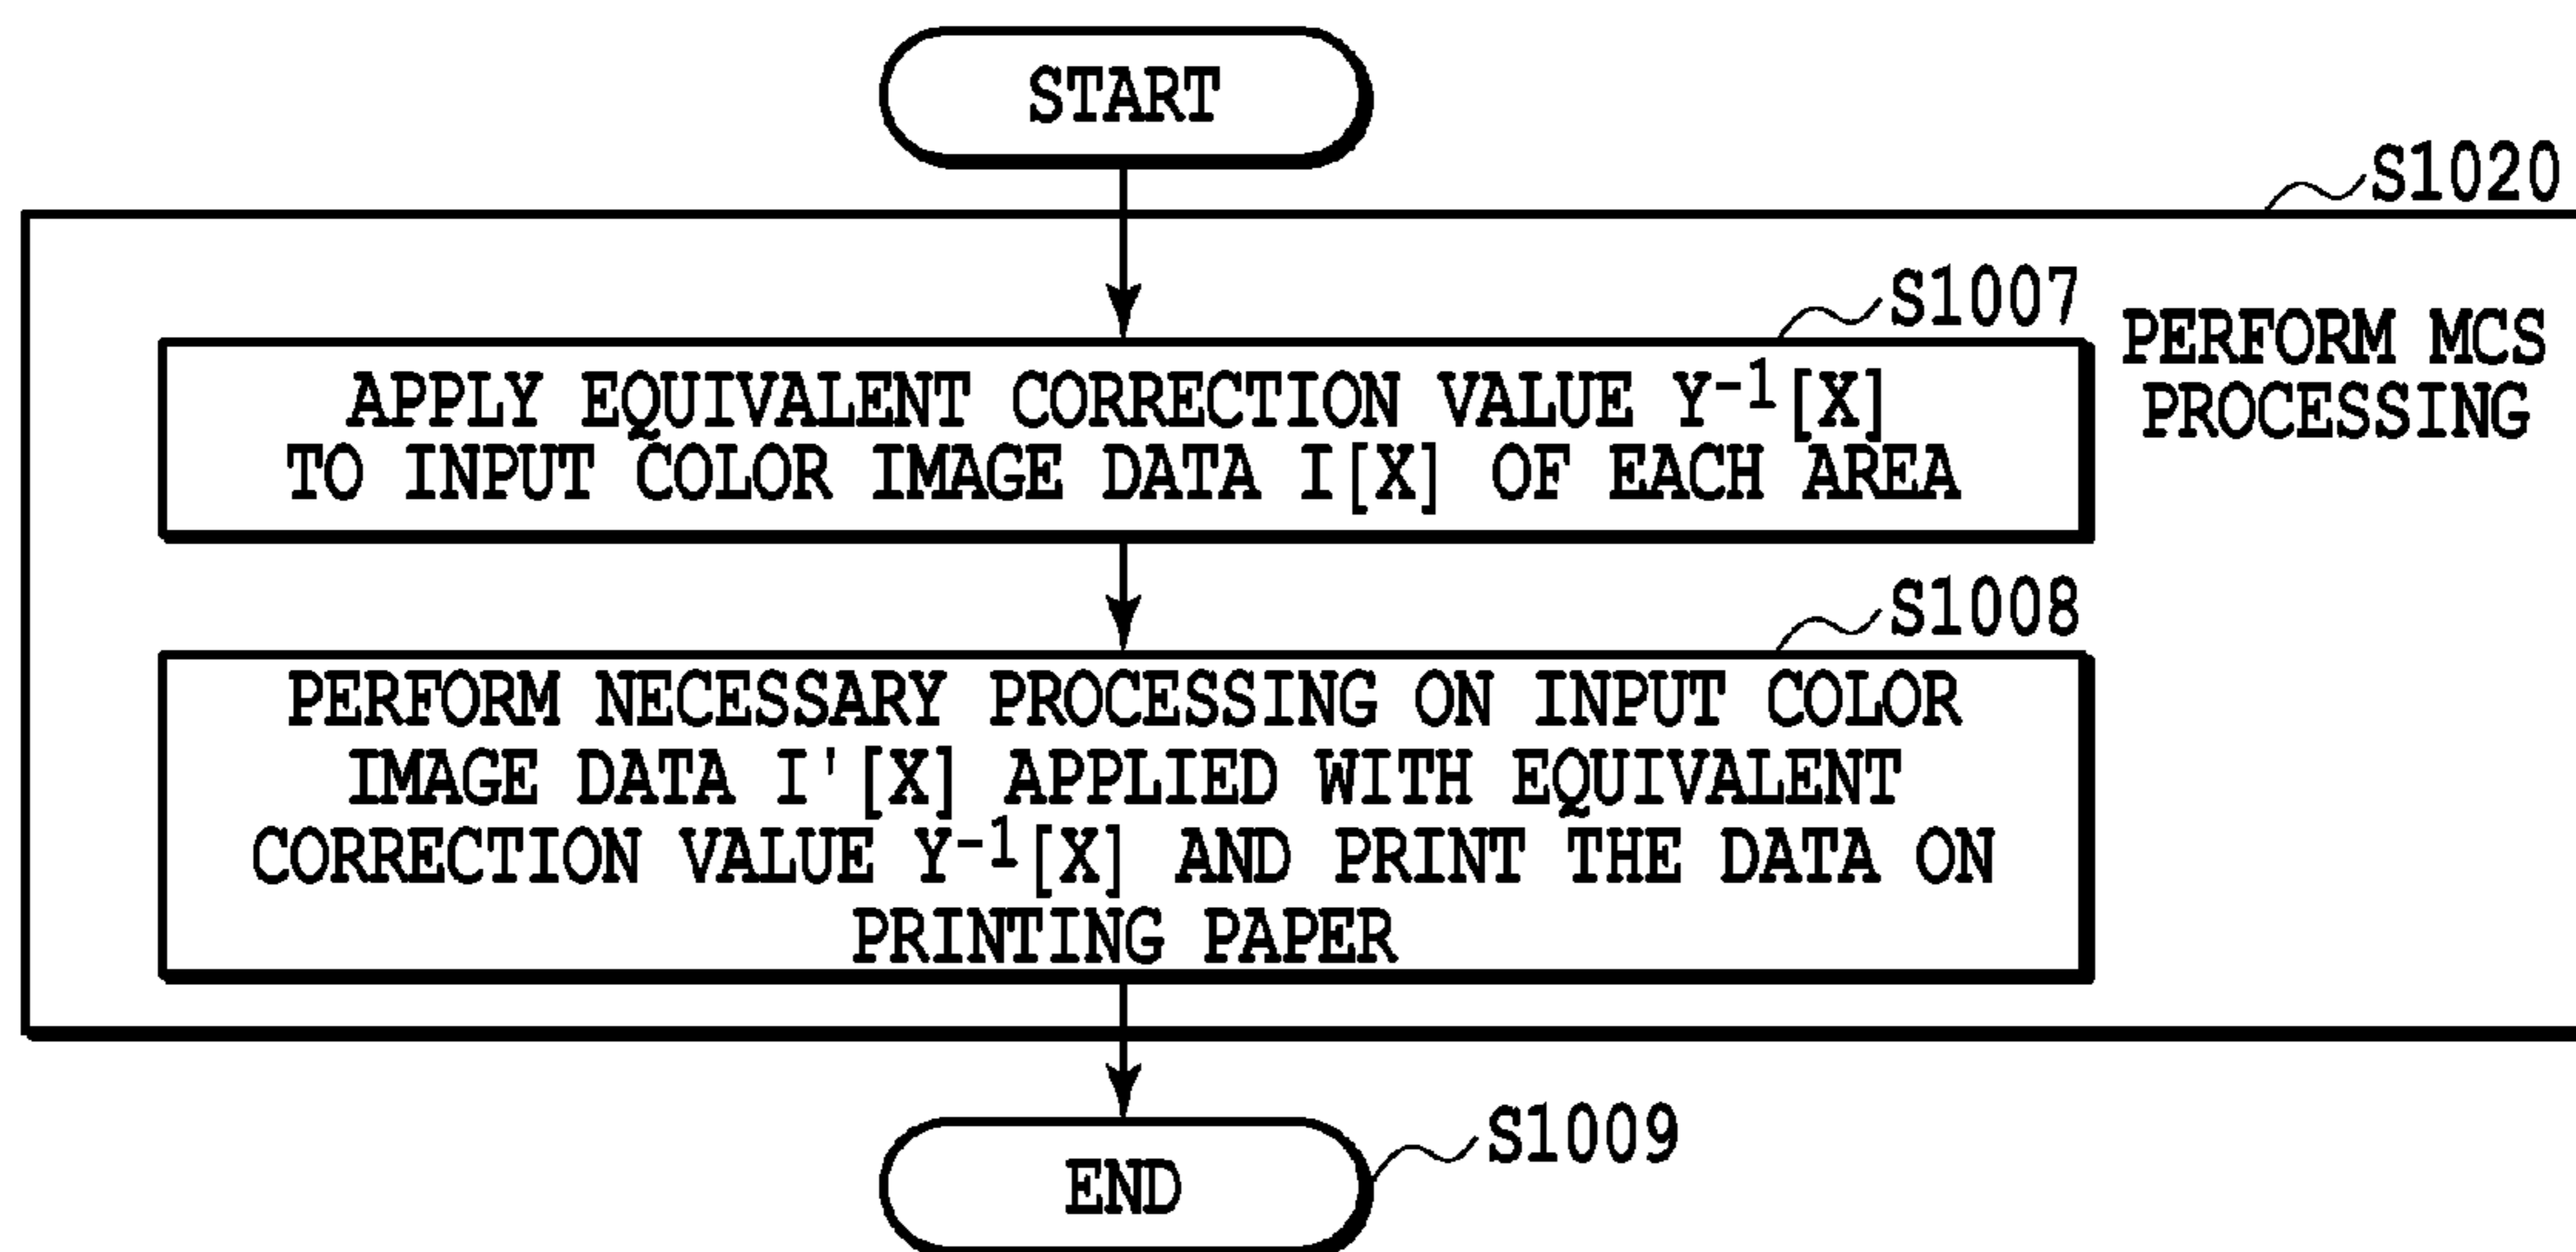 START
S1020
S1007
PERFORM MCS
PROCESSING
APPLY EQUIVALENT CORRECTION VALUE Y⁻¹[X]
TO INPUT COLOR IMAGE DATA I[X] OF EACH AREA
S1008
PERFORM NECESSARY PROCESSING ON INPUT COLOR
IMAGE DATA I'[X] APPLIED WITH EQUIVALENT
CORRECTION VALUE Y⁻¹[X] AND PRINT THE DATA ON
PRINTING PAPER
END
S1009